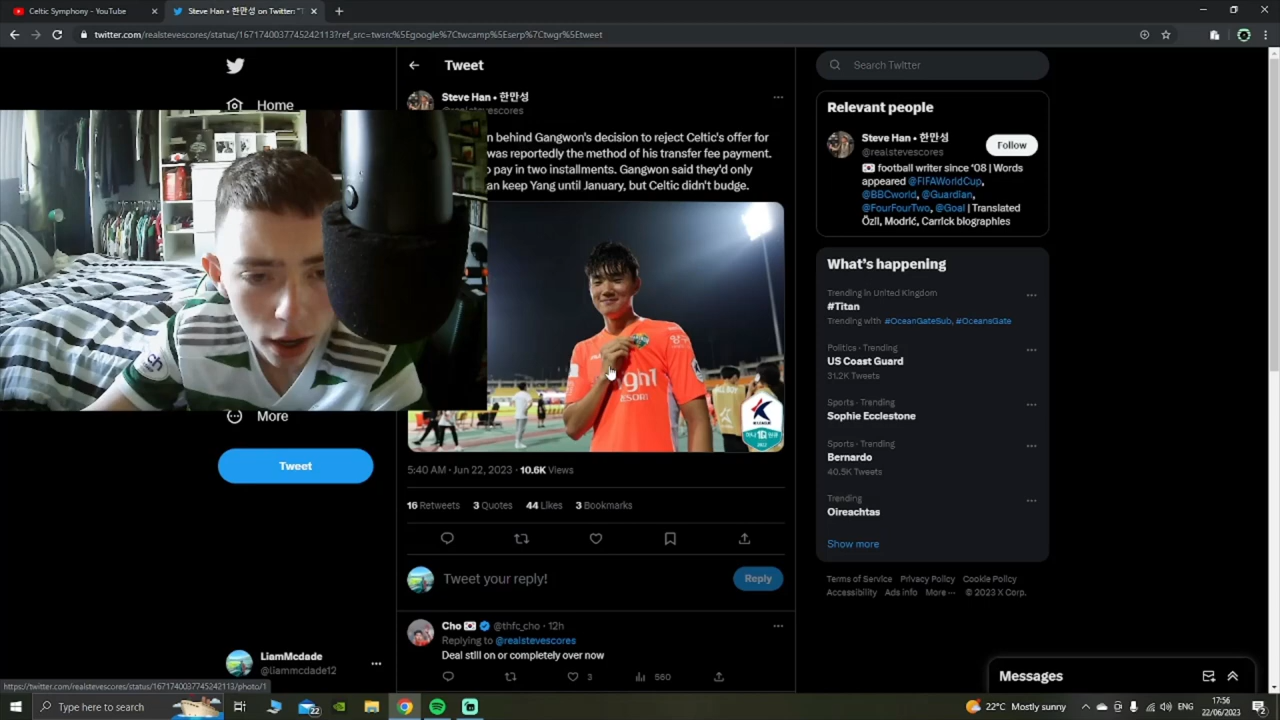 Celtic Symphony - YouTube
Steve Han • 한만성 on Twitter: "T
twitter.com/realstevescores/status/1671740037745242113?ref_src=twsrc%5Egoogle%7Ctwcamp%5Eserp%7Ctwgr%5Etweet
Home
More
Tweet
LiamMcdade
@liammcdade12
Tweet
Steve Han • 한만성
@realstevescores
n behind Gangwon's decision to reject Celtic's offer for
was reportedly the method of his transfer fee payment.
pay in two installments. Gangwon said they'd only
an keep Yang until January, but Celtic didn't budge.
5:40 AM · Jun 22, 2023 · 10.6K Views
16 Retweets 3 Quotes 44 Likes 3 Bookmarks
Tweet your reply!
Reply
Cho @thfc_cho · 12h
Replying to @realstevescores
Deal still on or completely over now
3 560
Search Twitter
Relevant people
Steve Han • 한만성
@realstevescores
Follow
football writer since '08 | Words
appeared @FIFAWorldCup,
@BBCworld, @Guardian,
@FourFourTwo, @Goal | Translated
Özil, Modrić, Carrick biographies
What's happening
Trending in United Kingdom
#Titan
Trending with #OceanGateSub, #OceansGate
Politics · Trending
US Coast Guard
31.2K Tweets
Sports · Trending
Sophie Ecclestone
Sports · Trending
Bernardo
40.5K Tweets
Trending
Oireachtas
Show more
Terms of Service Privacy Policy Cookie Policy
Accessibility Ads info More ··· © 2023 X Corp.
Messages
https://twitter.com/realstevescores/status/1671740037745242113/photo/1
Type here to search
22
22°C Mostly sunny
ENG
17:56
22/06/2023
2